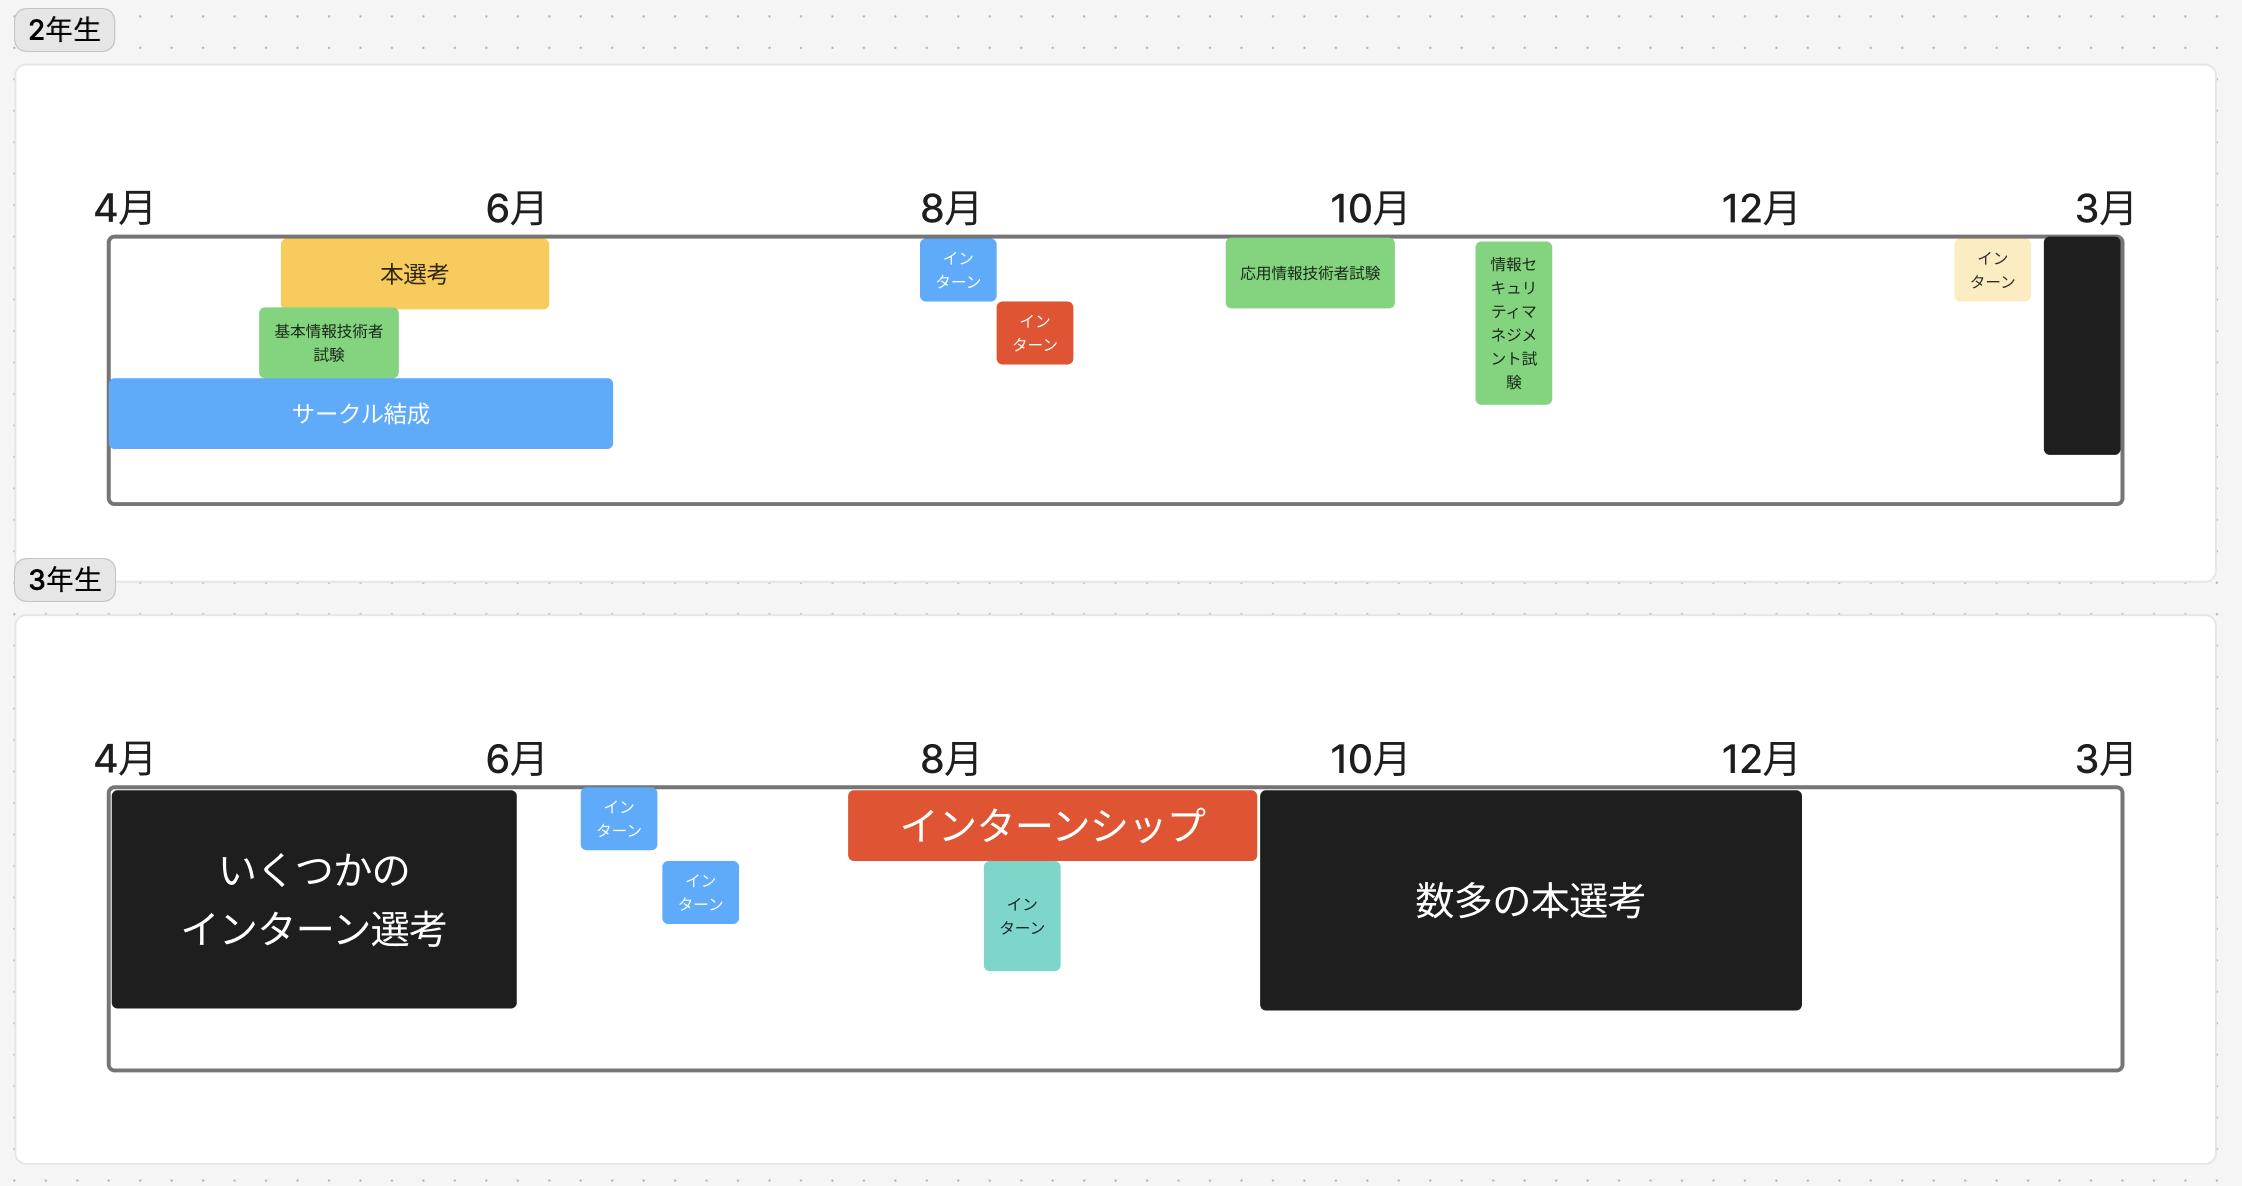 2年生
4月
6月
8月
10月
12月
3月
本選考
基本情報技術者
試験
サークル結成
イン
ターン
イン
ターン
応用情報技術者試験
情報セ
キュリ
ティマ
ネジメ
ント試
験
イン
ターン
3年生
4月
6月
8月
10月
12月
3月
いくつかの
インターン選考
イン
ターン
イン
ターン
インターンシップ
イン
ターン
数多の本選考